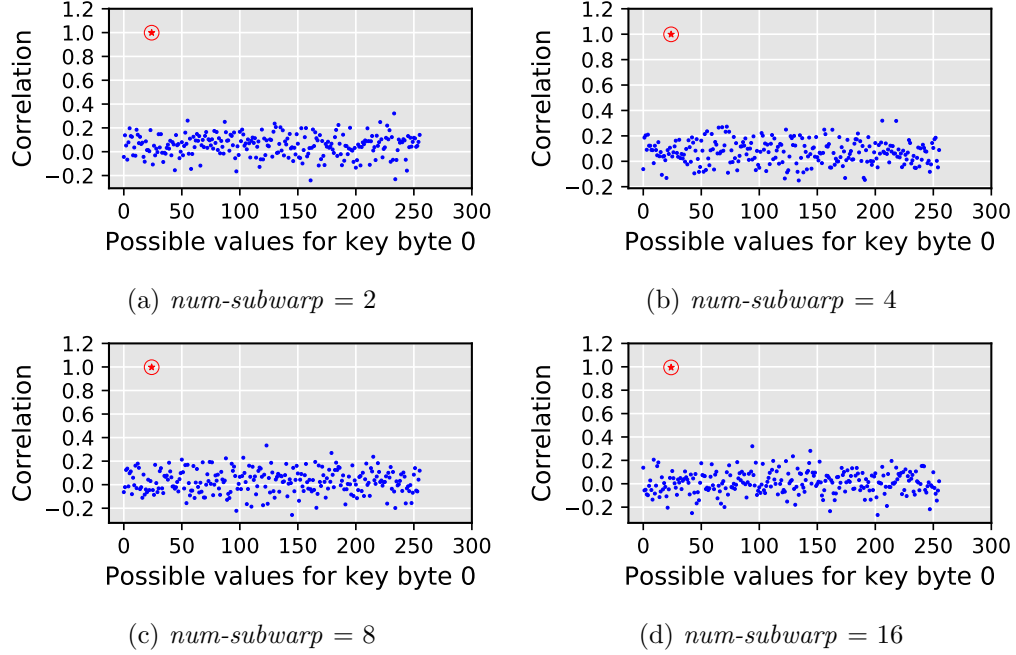 1.2
1.0
0.8
0.6
0.4
0.2
0.0
−0.2
Correlation
0 50 100 150 200 250 300
Possible values for key byte 0
(a) num-subwarp = 2
1.2
1.0
0.8
0.6
0.4
0.2
0.0
−0.2
Correlation
0 50 100 150 200 250 300
Possible values for key byte 0
(b) num-subwarp = 4
1.2
1.0
0.8
0.6
0.4
0.2
0.0
−0.2
Correlation
0 50 100 150 200 250 300
Possible values for key byte 0
(c) num-subwarp = 8
1.2
1.0
0.8
0.6
0.4
0.2
0.0
−0.2
Correlation
0 50 100 150 200 250 300
Possible values for key byte 0
(d) num-subwarp = 16